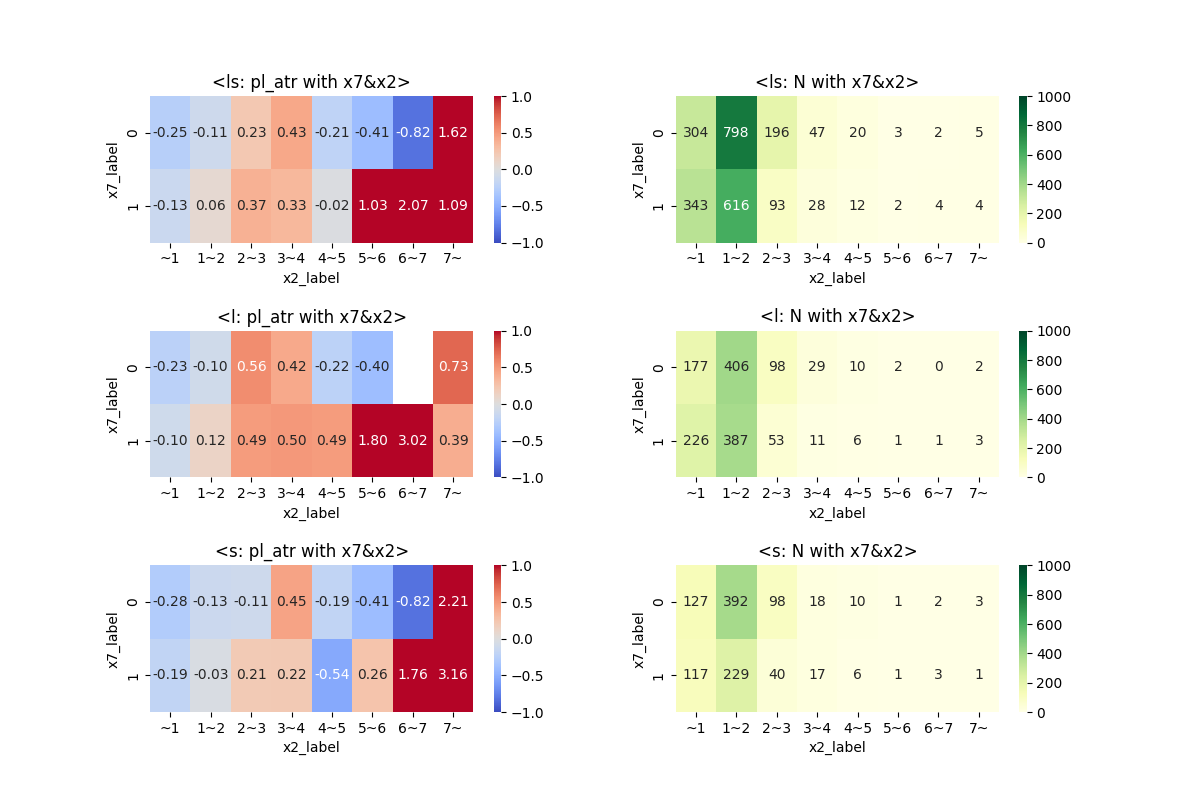 <ls: pl_atr with x7&x2>
<ls: N with x7&x2>
x7_label
0 -0.25 -0.11 0.23 0.43 -0.21 -0.41 -0.82 1.62
1 -0.13 0.06 0.37 0.33 -0.02 1.03 2.07 1.09
~1 1~2 2~3 3~4 4~5 5~6 6~7 7~
x2_label
1.0
0.5
0.0
−0.5
−1.0
x7_label
0 304 798 196 47 20 3 2 5
1 343 616 93 28 12 2 4 4
~1 1~2 2~3 3~4 4~5 5~6 6~7 7~
x2_label
1000
800
600
400
200
0
<l: pl_atr with x7&x2>
<l: N with x7&x2>
x7_label
0 -0.23 -0.10 0.56 0.42 -0.22 -0.40 0.73
1 -0.10 0.12 0.49 0.50 0.49 1.80 3.02 0.39
~1 1~2 2~3 3~4 4~5 5~6 6~7 7~
x2_label
1.0
0.5
0.0
−0.5
−1.0
x7_label
0 177 406 98 29 10 2 0 2
1 226 387 53 11 6 1 1 3
~1 1~2 2~3 3~4 4~5 5~6 6~7 7~
x2_label
1000
800
600
400
200
0
<s: pl_atr with x7&x2>
<s: N with x7&x2>
x7_label
0 -0.28 -0.13 -0.11 0.45 -0.19 -0.41 -0.82 2.21
1 -0.19 -0.03 0.21 0.22 -0.54 0.26 1.76 3.16
~1 1~2 2~3 3~4 4~5 5~6 6~7 7~
x2_label
1.0
0.5
0.0
−0.5
−1.0
x7_label
0 127 392 98 18 10 1 2 3
1 117 229 40 17 6 1 3 1
~1 1~2 2~3 3~4 4~5 5~6 6~7 7~
x2_label
1000
800
600
400
200
0